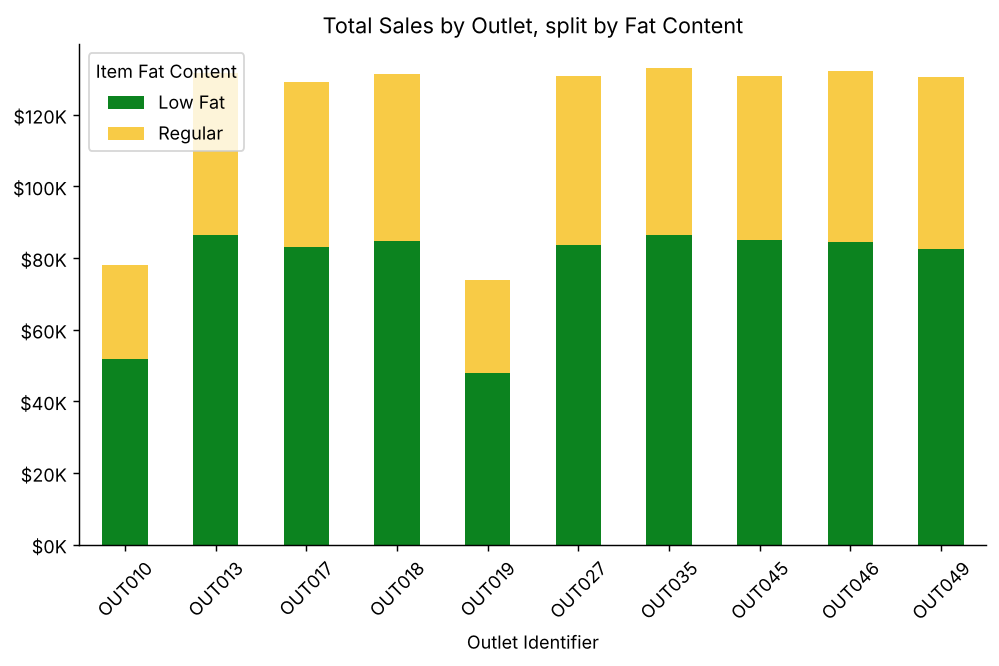 Total Sales by Outlet, split by Fat Content
Item Fat Content
Low Fat
Regular
$120K
$100K
$80K
$60K
$40K
$20K
$0K
OUT010
OUT013
OUT017
OUT018
OUT019
OUT027
OUT035
OUT045
OUT046
OUT049
Outlet Identifier